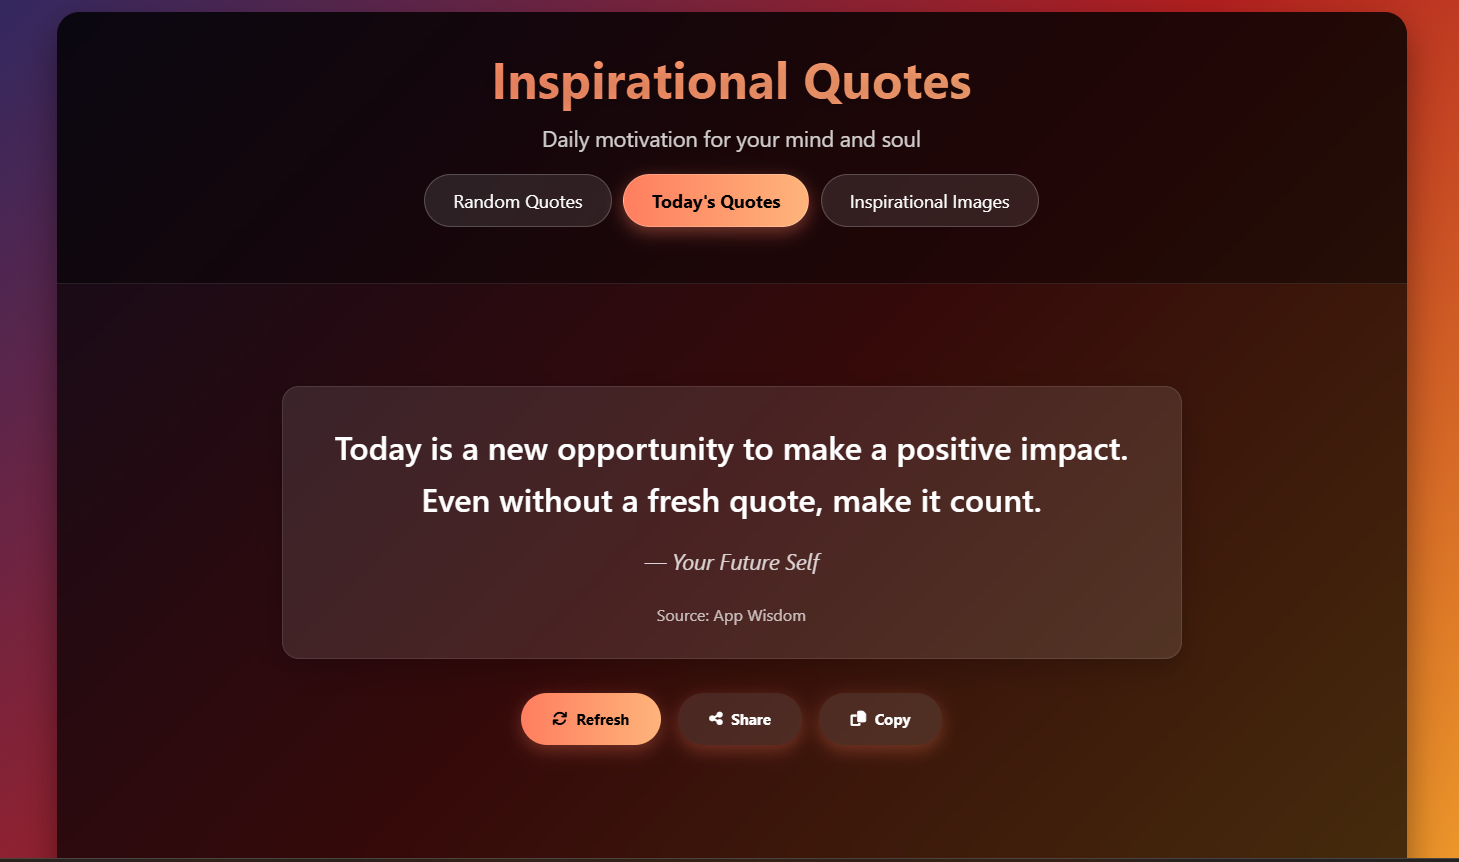 Inspirational Quotes
Daily motivation for your mind and soul
Random Quotes
Today's Quotes
Inspirational Images
Today is a new opportunity to make a positive impact.
Even without a fresh quote, make it count.
— Your Future Self
Source: App Wisdom
Refresh
Share
Copy